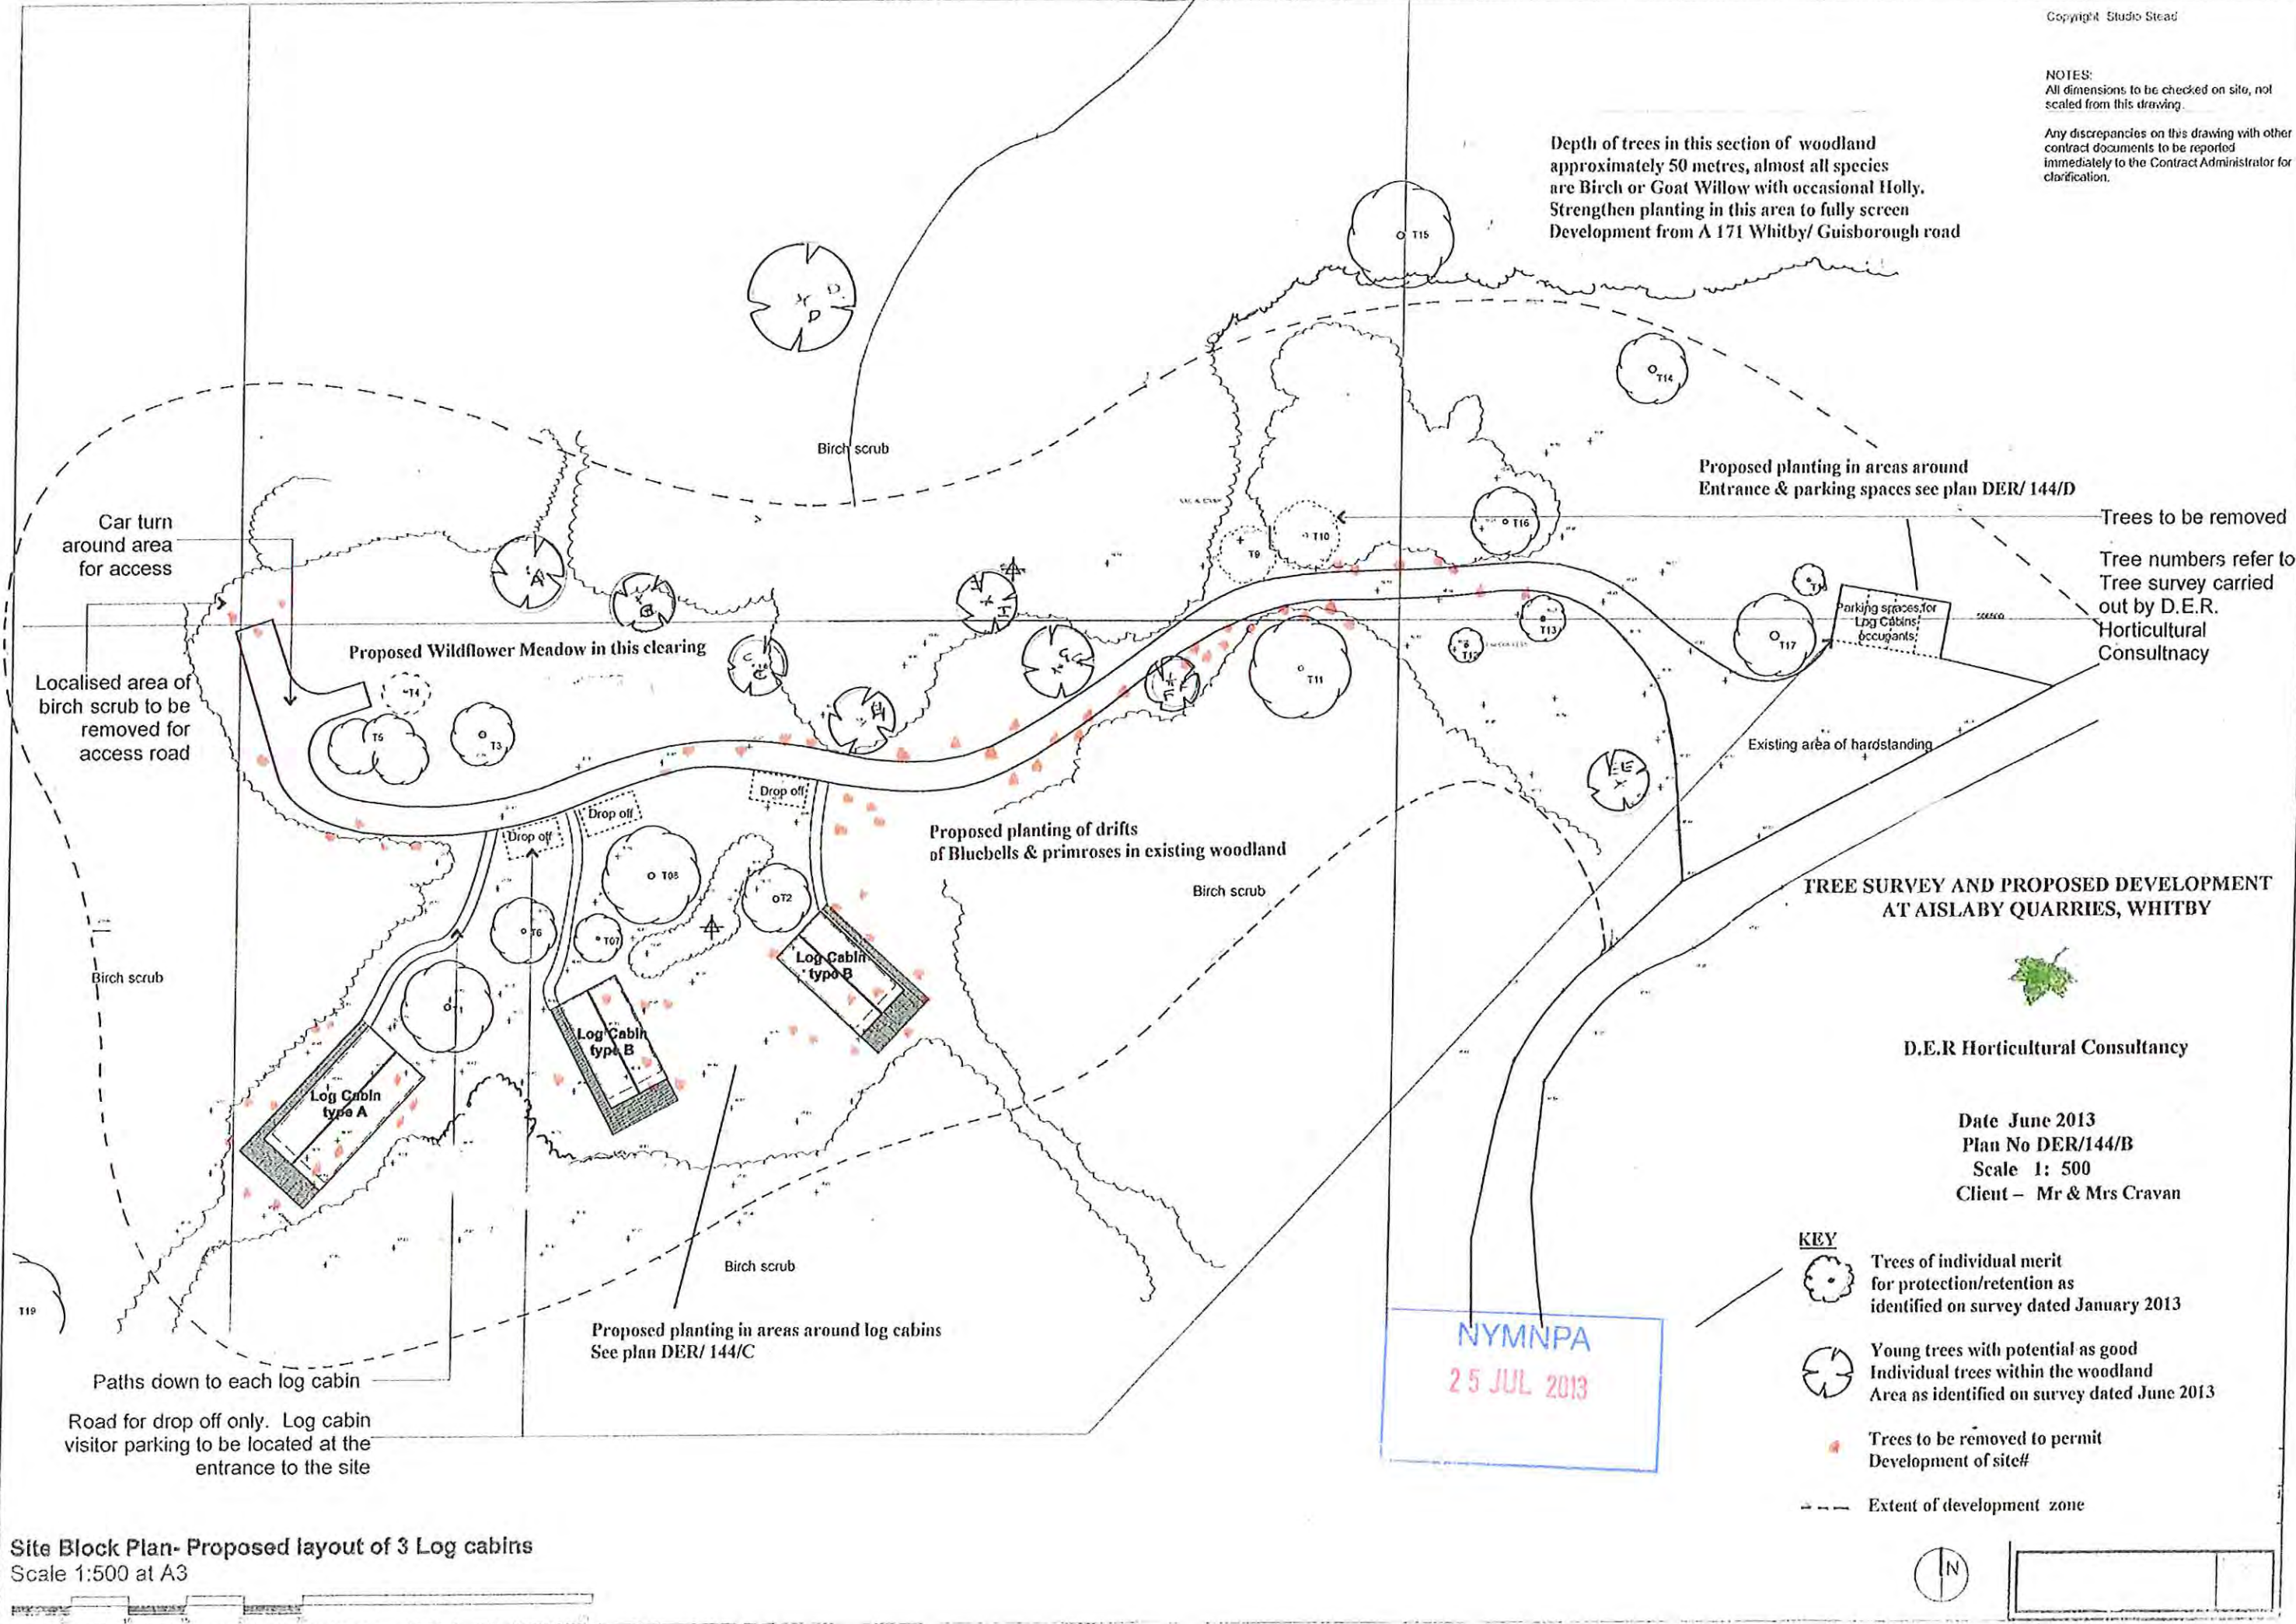 Copyright Studio Stead
NOTES:
All dimensions to be checked on site, not
scaled from this drawing.
Any discrepancies on this drawing with other
contract documents to be reported
immediately to the Contract Administrator for
clarification.
Depth of trees in this section of woodland
approximately 50 metres, almost all species
are Birch or Goat Willow with occasional Holly.
Strengthen planting in this area to fully screen
Development from A 171 Whitby/ Guisborough road
T15
D
T14
Birch scrub
Proposed planting in areas around
Entrance & parking spaces see plan DER/ 144/D
Trees to be removed
Tree numbers refer to
Tree survey carried
out by D.E.R.
Horticultural
Consultnacy
Car turn
around area
for access
T16
T10
T9
A
B
Parking spaces for
Log Cabins
occupants
T13
T12
T17
Proposed Wildflower Meadow in this clearing
C
G
F
T11
Localised area of
birch scrub to be
removed for
access road
T4
T5
T3
H
E
Existing area of hardstanding
Drop off
Drop off
Drop off
Proposed planting of drifts
of Bluebells & primroses in existing woodland
T08
T2
Birch scrub
TREE SURVEY AND PROPOSED DEVELOPMENT
AT AISLABY QUARRIES, WHITBY
T6
T07
Birch scrub
Log Cabin
type B
Log Cabin
type B
Log Cabin
type A
D.E.R Horticultural Consultancy
Date June 2013
Plan No DER/144/B
Scale 1: 500
Client – Mr & Mrs Cravan
KEY
Trees of individual merit
for protection/retention as
identified on survey dated January 2013
Young trees with potential as good
Individual trees within the woodland
Area as identified on survey dated June 2013
Trees to be removed to permit
Development of site#
Extent of development zone
T19
Birch scrub
Proposed planting in areas around log cabins
See plan DER/ 144/C
NYMNPA
25 JUL 2013
Paths down to each log cabin
Road for drop off only. Log cabin
visitor parking to be located at the
entrance to the site
Site Block Plan- Proposed layout of 3 Log cabins
Scale 1:500 at A3
N